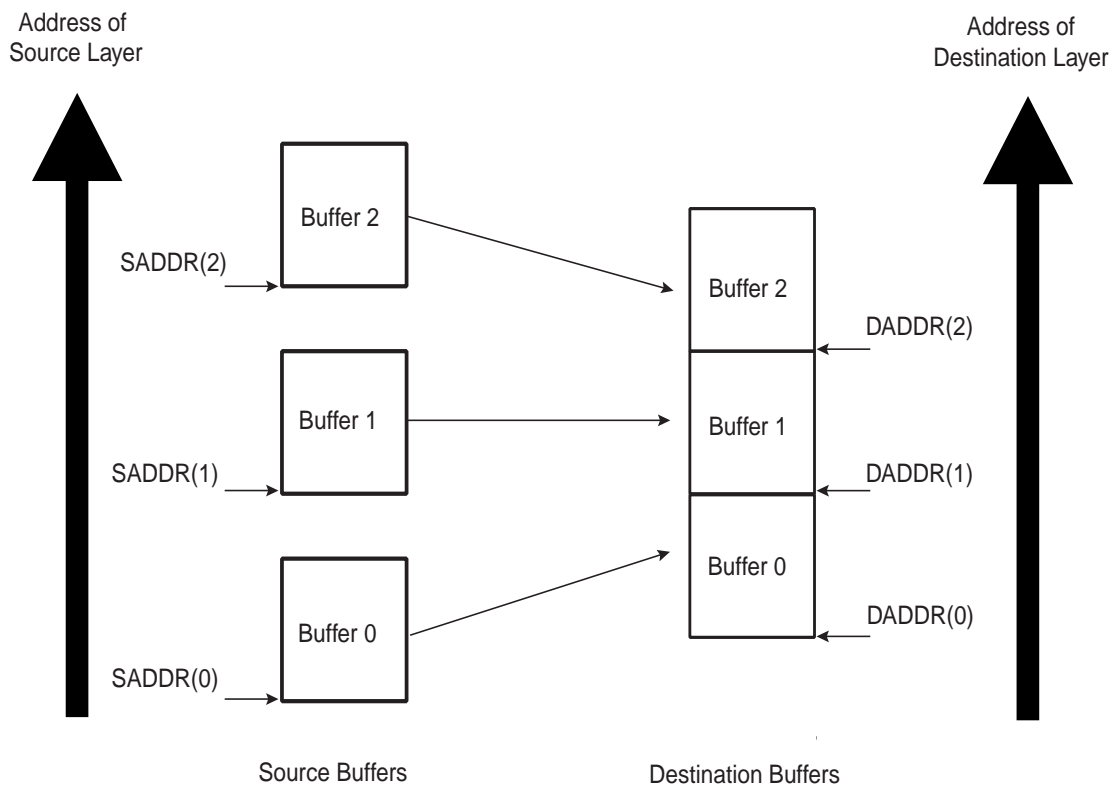 Address of
Source Layer
Address of
Destination Layer
Buffer 2
SADDR(2)
Buffer 2
DADDR(2)
Buffer 1
Buffer 1
SADDR(1)
DADDR(1)
Buffer 0
DADDR(0)
Buffer 0
SADDR(0)
Source Buffers
Destination Buffers